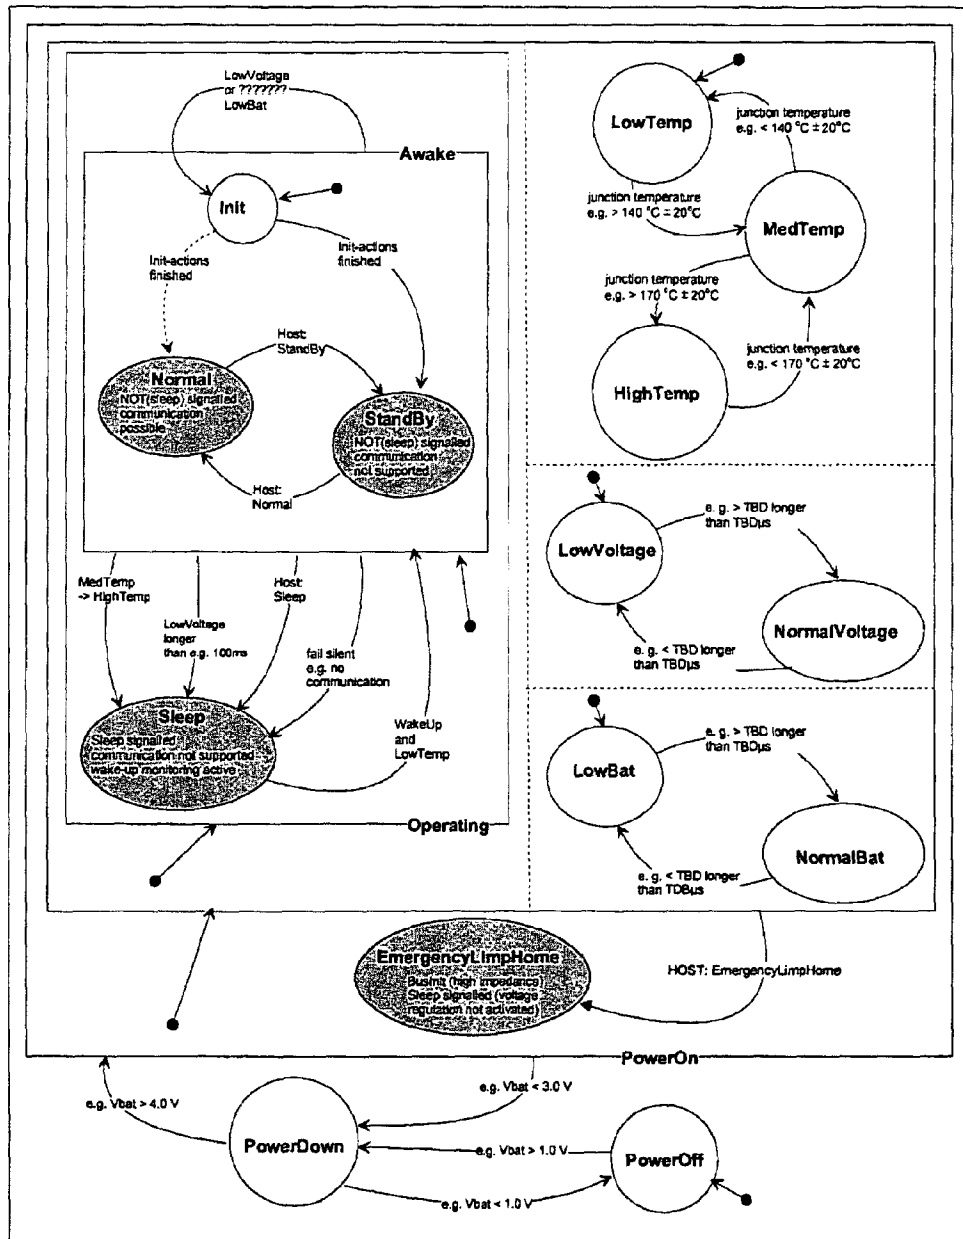 LowVoltage
or ???????
LowBat
Awake
Init
Init-actions
finished
Init-actions
finished
Host:
StandBy
Normal
NOT(sleep) signalled
communication
possible
StandBy
NOT(sleep) signalled
communication
not supported
Host:
Normal
MedTemp
-> HighTemp
LowVoltage
longer
than e.g. 100ms
Host:
Sleep
fail silent
e.g. no
communication
WakeUp
and
LowTemp
Sleep
Sleep signalled
communication not supported
wake-up monitoring active
Operating
LowTemp
junction temperature
e.g. < 140 °C ± 20°C
junction temperature
e.g. > 140 °C ± 20°C
MedTemp
junction temperature
e.g. > 170 °C ± 20°C
junction temperature
e.g. < 170 °C ± 20°C
HighTemp
e. g. > TBD longer
than TBDµs
LowVoltage
NormalVoltage
e. g. < TBD longer
than TBDµs
e. g. > TBD longer
than TBDµs
LowBat
NormalBat
e. g. < TBD longer
than TDBµs
EmergencyLimpHome
BusInit (high impedance)
Sleep signalled (voltage
regulation not activated)
HOST: EmergencyLimpHome
PowerOn
e.g. Vbat > 4.0 V
e.g. Vbat < 3.0 V
PowerDown
e.g. Vbat > 1.0 V
PowerOff
e.g. Vbat < 1.0 V